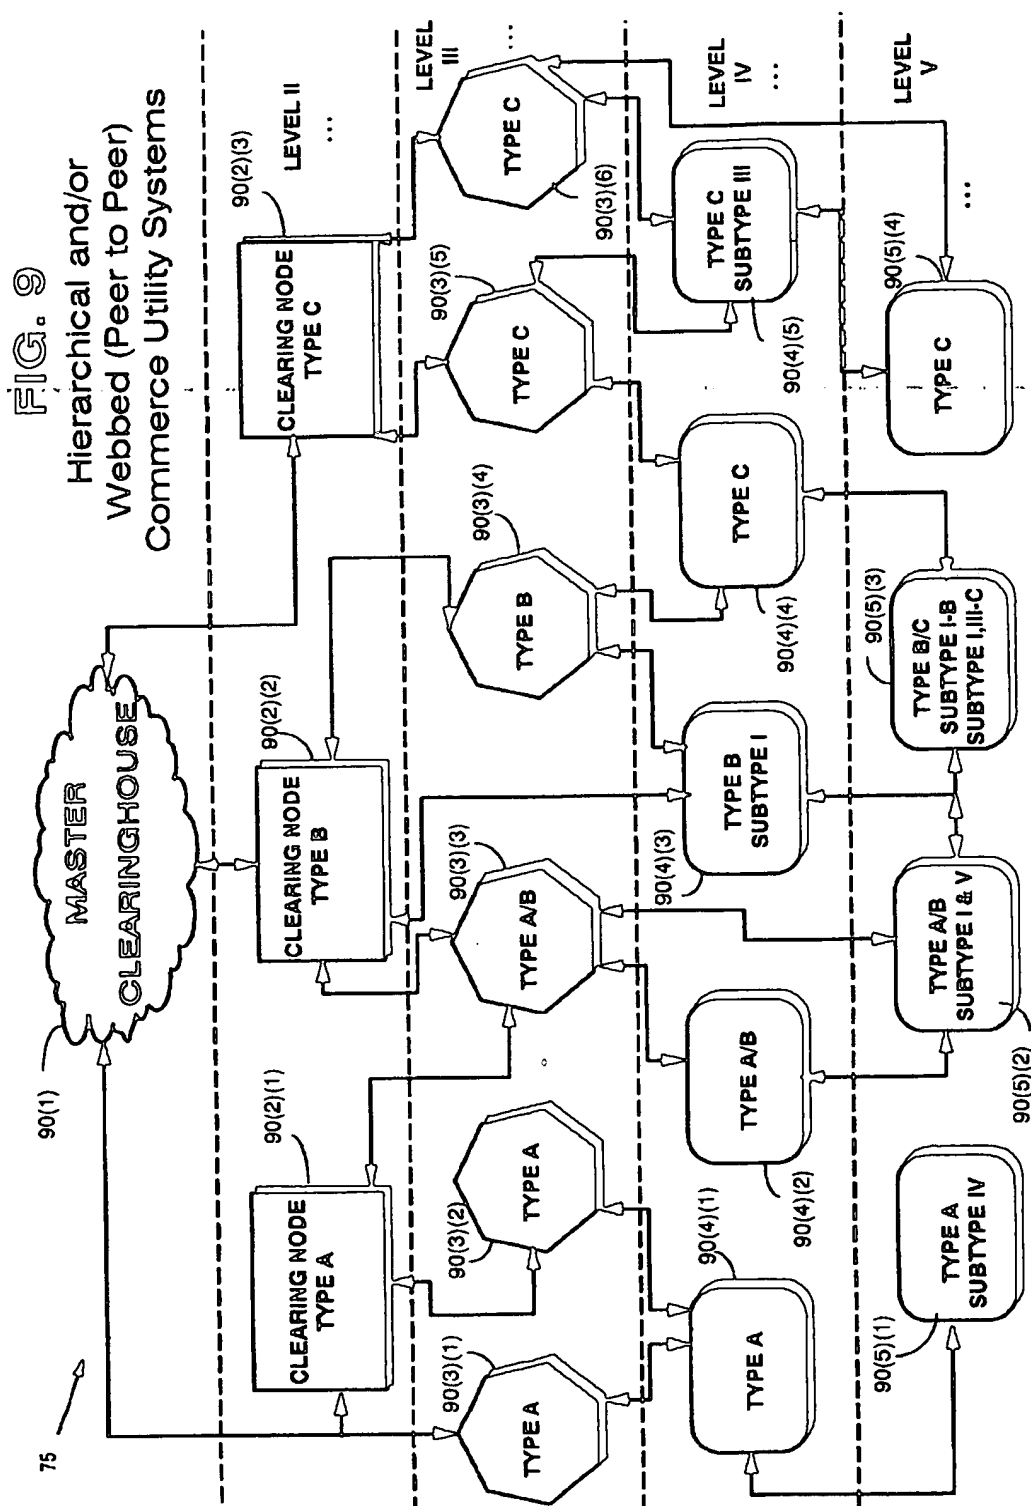 FIG. 9
Hierarchical and/or
Webbed (Peer to Peer)
Commerce Utility Systems
75
90(1)
MASTER
CLEARINGHOUSE
LEVEL II
...
90(2)(1)
CLEARING NODE
TYPE A
90(2)(2)
CLEARING NODE
TYPE B
90(2)(3)
CLEARING NODE
TYPE C
LEVEL
III
...
90(3)(1)
TYPE A
90(3)(2)
TYPE A
90(3)(3)
TYPE A/B
90(3)(4)
TYPE B
90(3)(5)
TYPE C
90(3)(6)
TYPE C
LEVEL
IV
...
90(4)(1)
TYPE A
90(4)(2)
TYPE A/B
90(4)(3)
TYPE B
SUBTYPE I
90(4)(4)
TYPE C
90(4)(5)
TYPE C
SUBTYPE III
LEVEL
V
...
90(5)(1)
TYPE A
SUBTYPE IV
90(5)(2)
TYPE A/B
SUBTYPE I & V
90(5)(3)
TYPE B/C
SUBTYPE I-B
SUBTYPE I,III-C
90(5)(4)
TYPE C